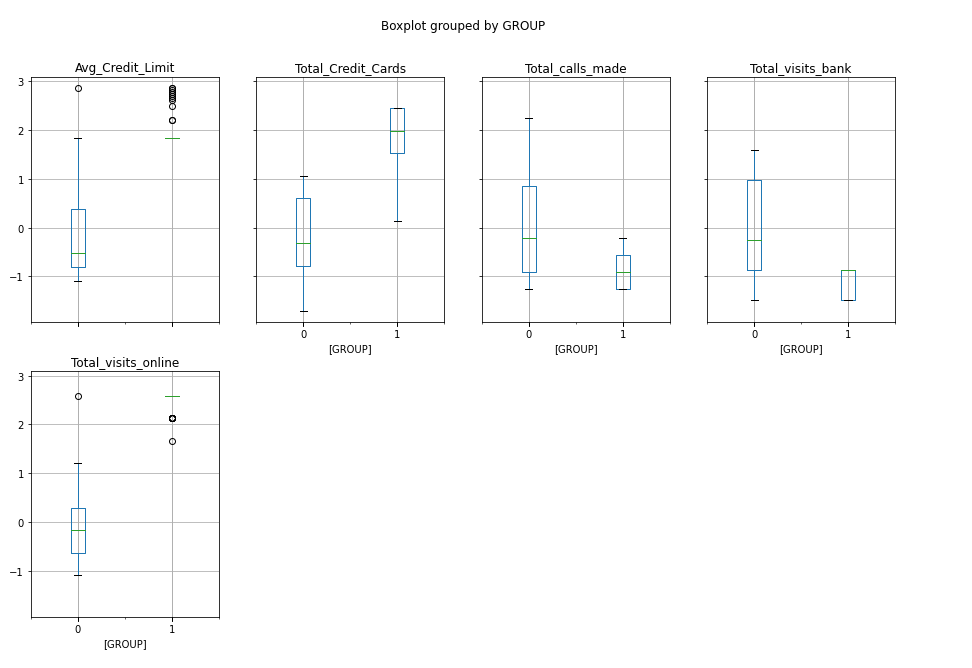 Boxplot grouped by GROUP
Avg_Credit_Limit
Total_Credit_Cards
Total_calls_made
Total_visits_bank
3
2
1
0
−1
0 1
[GROUP]
0 1
[GROUP]
0 1
[GROUP]
Total_visits_online
3
2
1
0
−1
0 1
[GROUP]